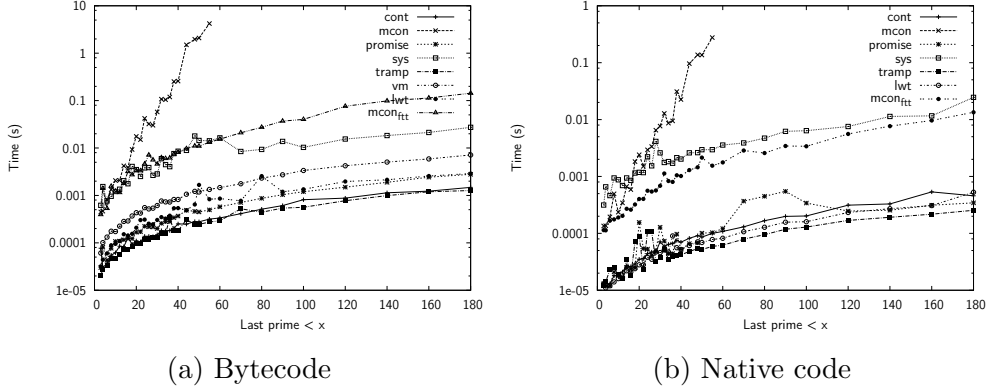 10
1
0.1
0.01
0.001
0.0001
1e-05
Time (s)
0 20 40 60 80 100 120 140 160 180
Last prime < x
cont
mcon
promise
sys
tramp
vm
lwt
mcon_ftt
(a) Bytecode
1
0.1
0.01
0.001
0.0001
1e-05
Time (s)
0 20 40 60 80 100 120 140 160 180
Last prime < x
cont
mcon
promise
sys
tramp
lwt
mcon_ftt
(b) Native code